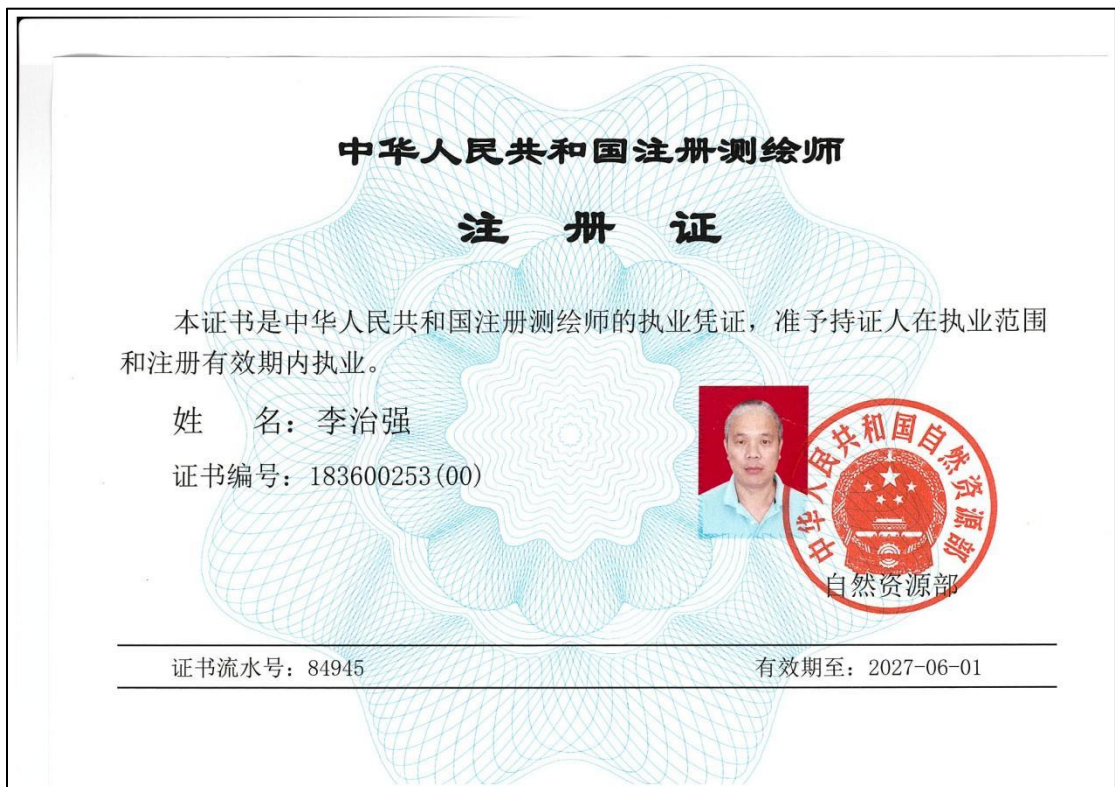 中华人民共和国注册测绘师
注 册 证
本证书是中华人民共和国注册测绘师的执业凭证，准予持证人在执业范围
和注册有效期内执业。
姓 名：李治强
证书编号：183600253(00)
中华人民共和国自然资源部
自然资源部
证书流水号：84945 有效期至：2027-06-01